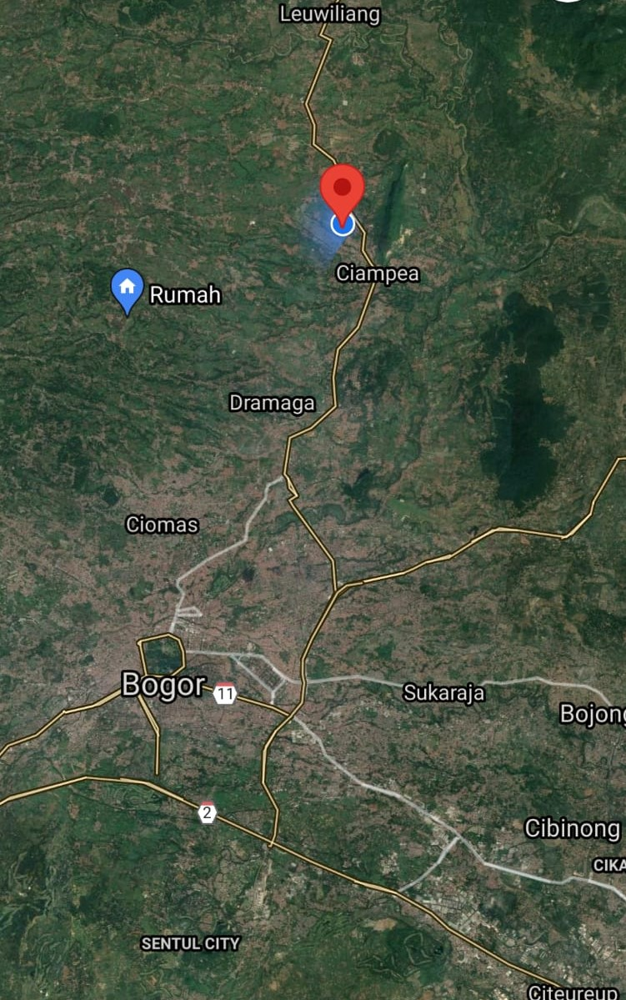 Leuwiliang
Ciampea
Rumah
Dramaga
Ciomas
Bogor
11
Sukaraja
Bojong
2
Cibinong
CIKA
SENTUL CITY
Citeureup